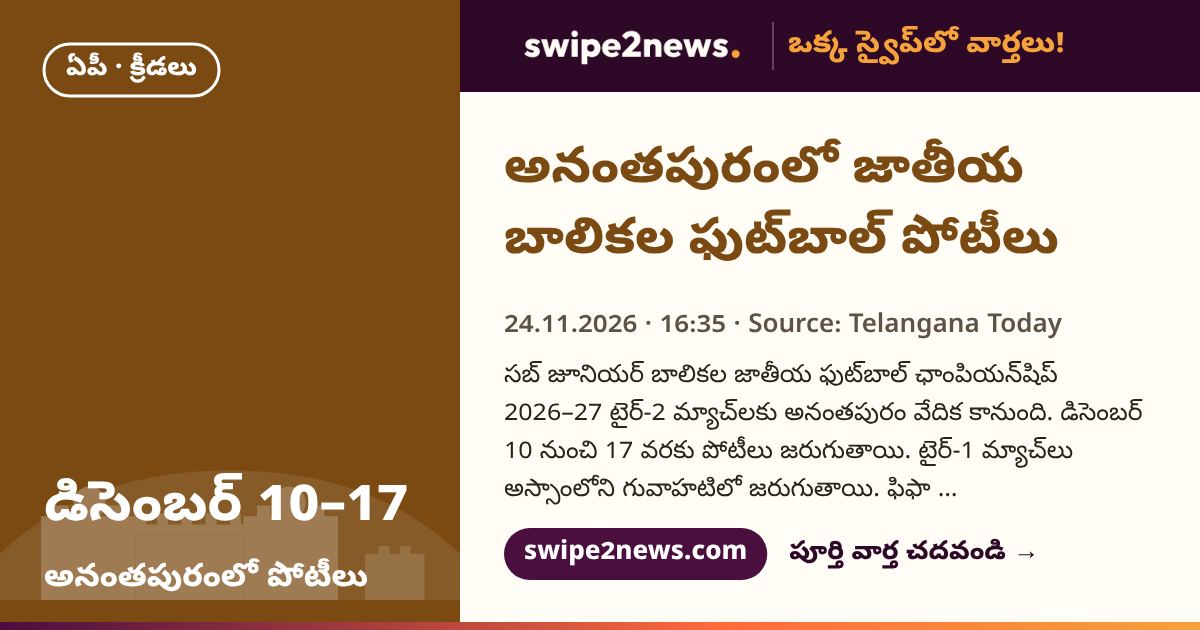 ఏపీ · క్రీడలు
డిసెంబర్ 10–17
అనంతపురంలో పోటీలు
swipe2news.
ఒక్క స్వైప్‌లో వార్తలు!
అనంతపురంలో జాతీయ
బాలికల ఫుట్‌బాల్ పోటీలు
24.11.2026 · 16:35 · Source: Telangana Today
సబ్ జూనియర్ బాలికల జాతీయ ఫుట్‌బాల్ ఛాంపియన్‌షిప్
2026–27 టైర్-2 మ్యాచ్‌లకు అనంతపురం వేదిక కానుంది. డిసెంబర్
10 నుంచి 17 వరకు పోటీలు జరుగుతాయి. టైర్-1 మ్యాచ్‌లు
అస్సాంలోని గువాహటిలో జరుగుతాయి. ఫిఫా ...
swipe2news.com
పూర్తి వార్త చదవండి →